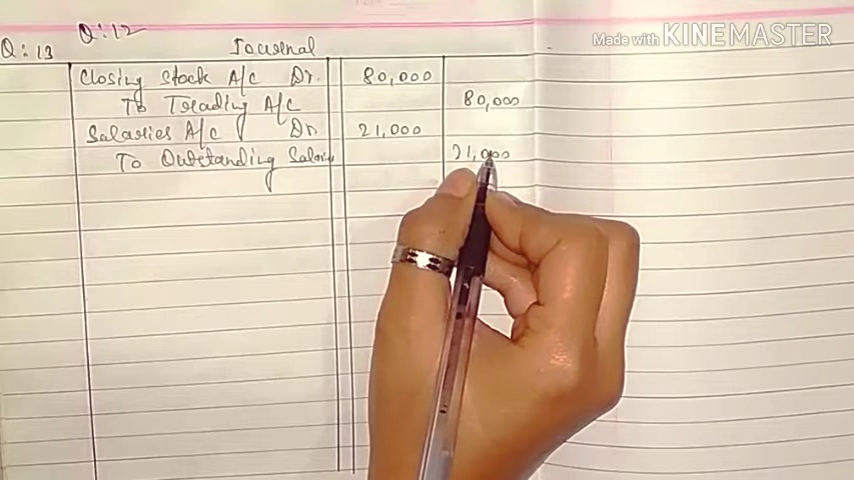 Q: 12
Made with KINEMASTER
Q: 13 Journal
Closing Stock A/c Dr. 80,000
To Trading A/c 80,000
Salaries A/c Dr. 21,000
To Outstanding Salaries 21,000